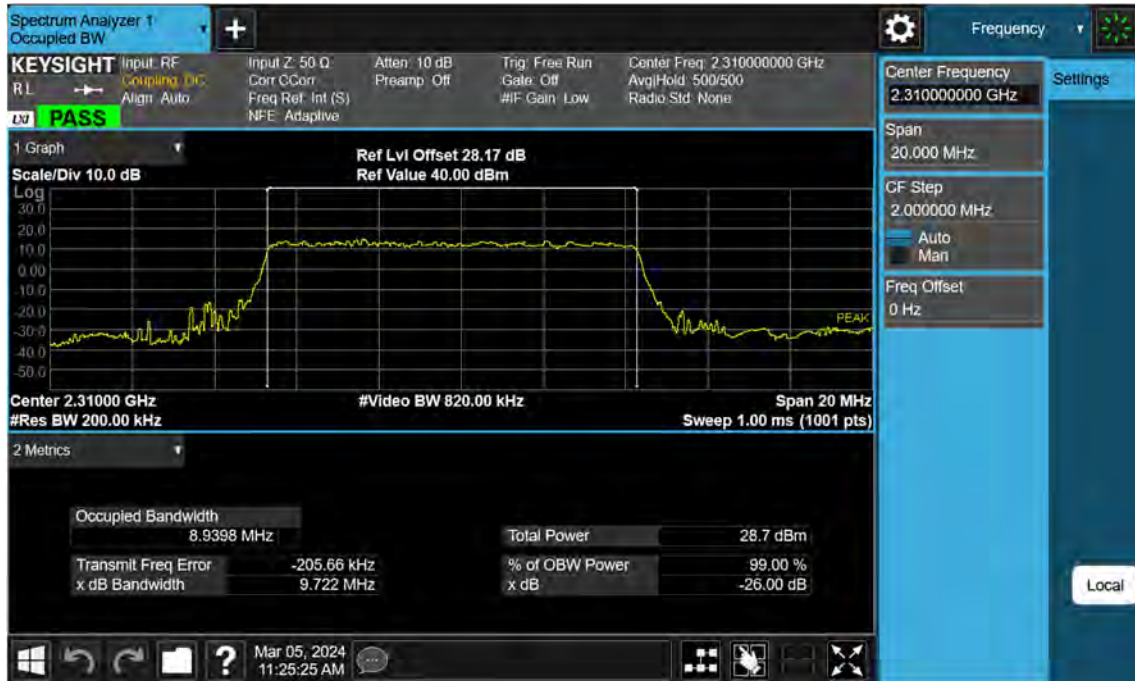 Spectrum Analyzer 1
Occupied BW
+
Frequency
KEYSIGHT
Input: RF
Coupling: DC
Align: Auto
Input Z: 50 Ω
Corr CCorr
Freq Ref: Int (S)
NFE: Adaptive
Atten: 10 dB
Preamp: Off
Trig: Free Run
Gate: Off
#IF Gain: Low
Center Freq: 2.310000000 GHz
Avg|Hold: 500/500
Radio Std: None
R L
LXI
PASS
1 Graph
Scale/Div 10.0 dB
Ref Lvl Offset 28.17 dB
Ref Value 40.00 dBm
Log
30.0
20.0
10.0
0.00
-10.0
-20.0
-30.0
-40.0
-50.0
PEAK
Center 2.31000 GHz
#Video BW 820.00 kHz
Span 20 MHz
#Res BW 200.00 kHz
Sweep 1.00 ms (1001 pts)
2 Metrics
Occupied Bandwidth
8.9398 MHz
Total Power 28.7 dBm
Transmit Freq Error -205.66 kHz
% of OBW Power 99.00 %
x dB Bandwidth 9.722 MHz
x dB -26.00 dB
Center Frequency
2.310000000 GHz
Settings
Span
20.000 MHz
CF Step
2.000000 MHz
Auto
Man
Freq Offset
0 Hz
Local
?
Mar 05, 2024
11:25:25 AM